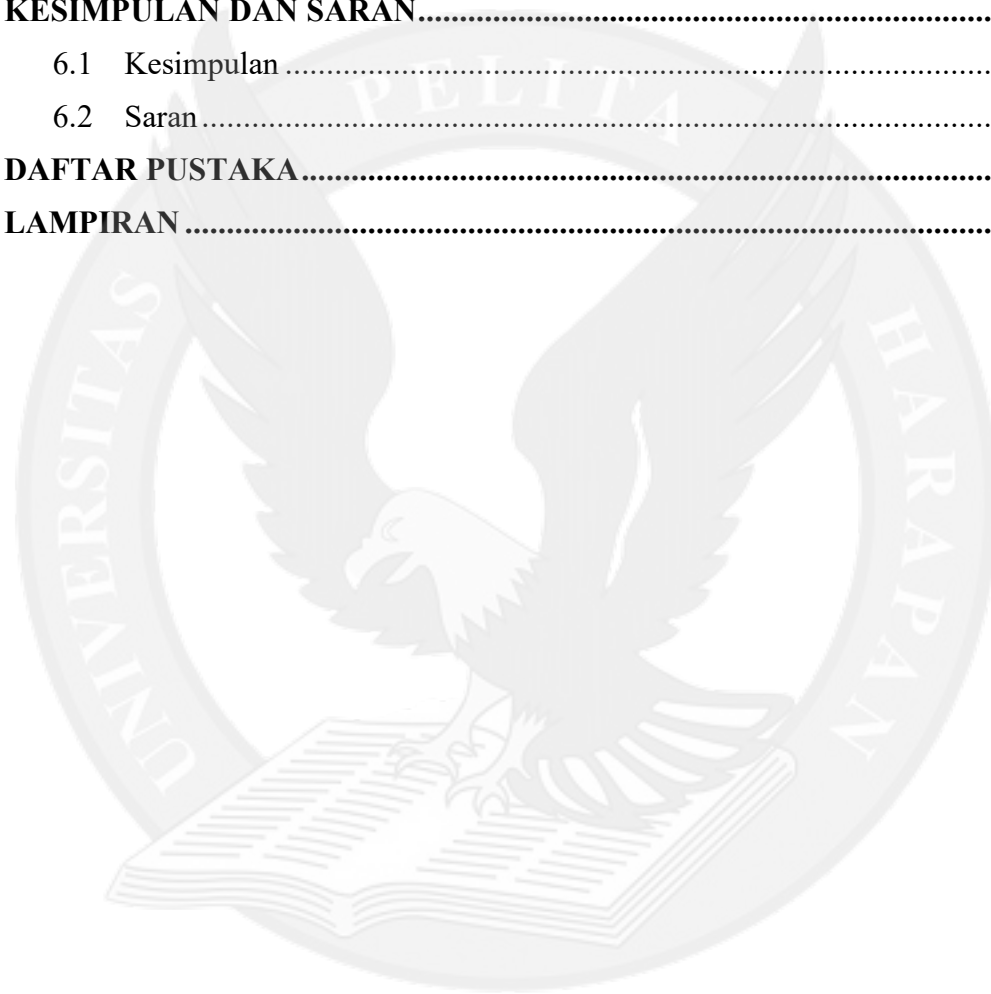 KESIMPULAN DAN SARAN........................................................................
6.1 Kesimpulan........................................................................................
6.2 Saran..................................................................................................
DAFTAR PUSTAKA.....................................................................................
LAMPIRAN...................................................................................................
UNIVERSITAS PELITA HARAPAN